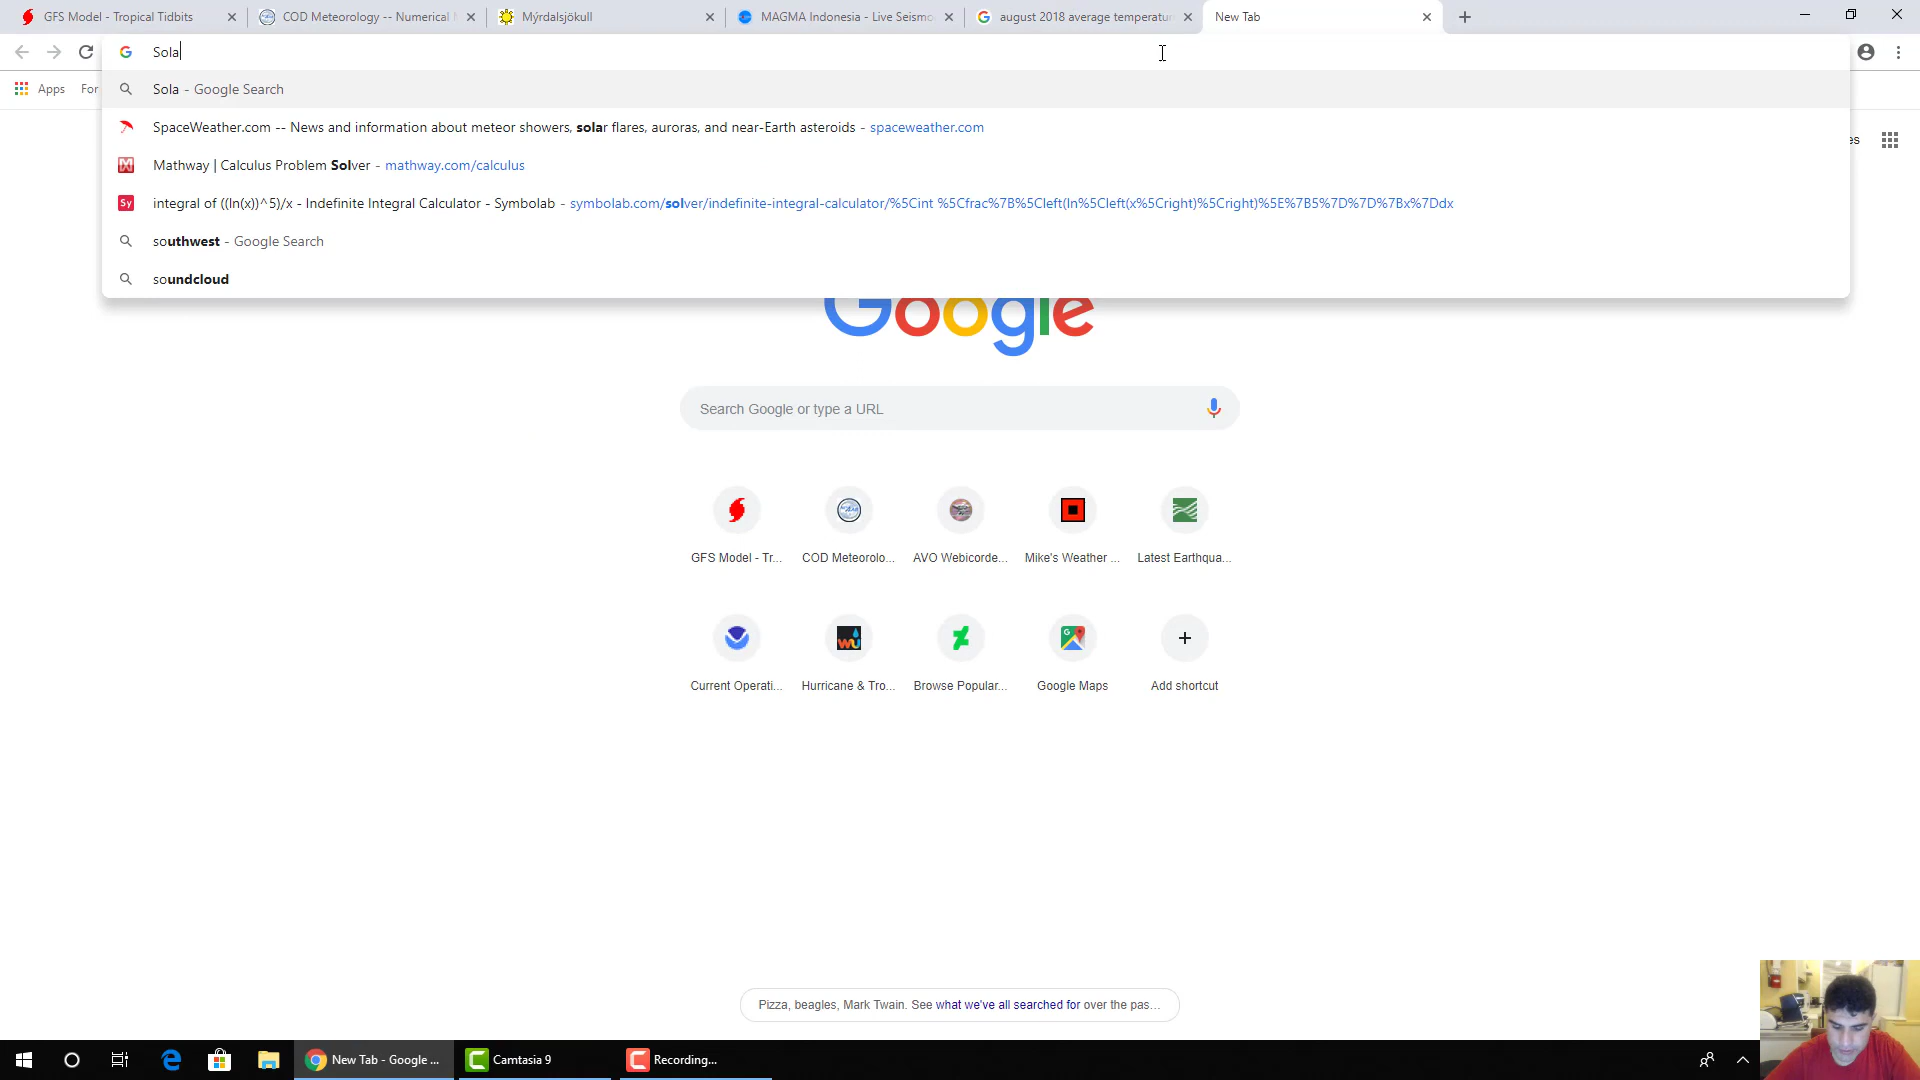 GFS Model - Tropical Tidbits
COD Meteorology -- Numerical
Mýrdalsjökull
MAGMA Indonesia - Live Seismo
august 2018 average temperatu
New Tab
Sola
Apps
For
Sola - Google Search
SpaceWeather.com -- News and information about meteor showers, solar flares, auroras, and near-Earth asteroids - spaceweather.com
Mathway | Calculus Problem Solver - mathway.com/calculus
Sy integral of ((ln(x))^5)/x - Indefinite Integral Calculator - Symbolab - symbolab.com/solver/indefinite-integral-calculator/%5Cint %5Cfrac%7B%5Cleft(ln%5Cleft(x%5Cright)%5Cright)%5E%7B5%7D%7D%7Bx%7Ddx
southwest - Google Search
soundcloud
es
Google
Search Google or type a URL
GFS Model - Tr...
COD Meteorolo...
AVO Webicorde...
Mike's Weather ...
Latest Earthqua...
Current Operati...
Hurricane & Tro...
Browse Popular...
Google Maps
Add shortcut
Pizza, beagles, Mark Twain. See what we've all searched for over the pas...
New Tab - Google ...
Camtasia 9
Recording...